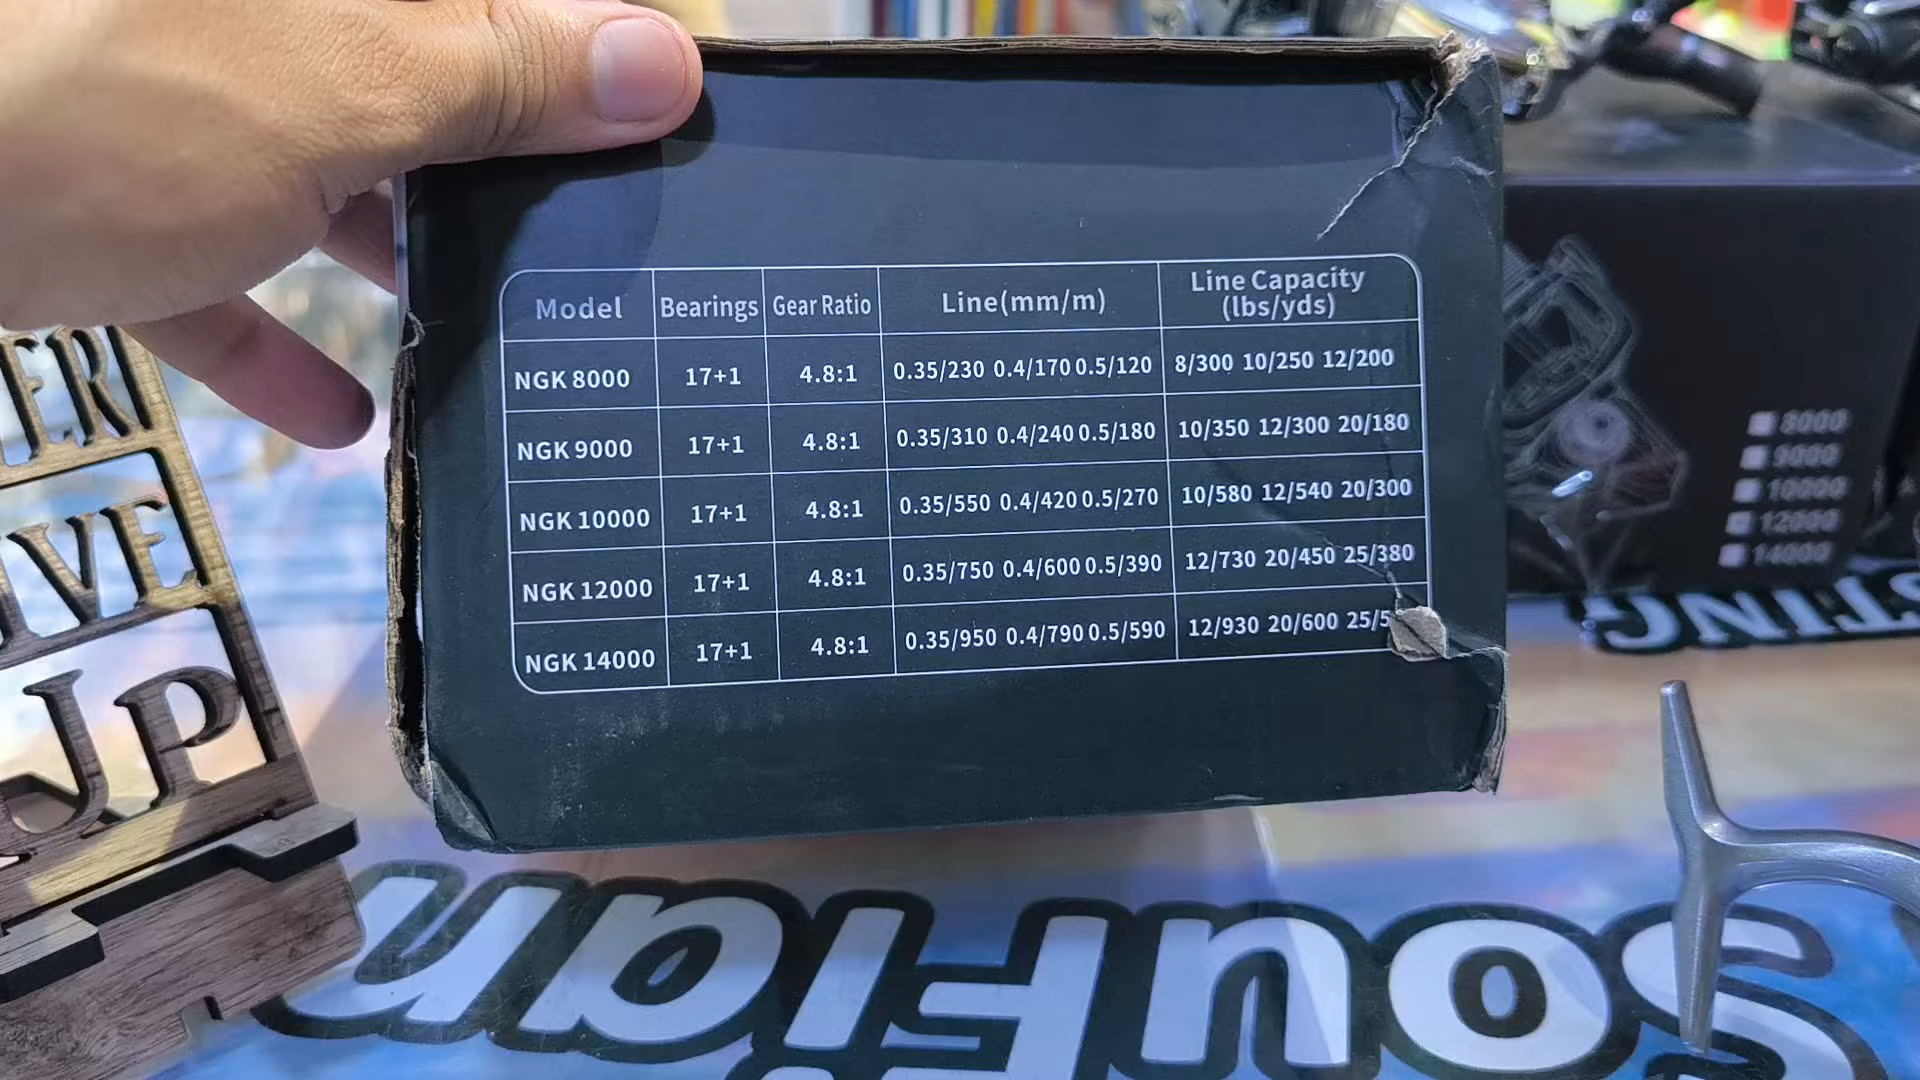 Model Bearings Gear Ratio Line(mm/m) Line Capacity (lbs/yds)
NGK 8000 17+1 4.8:1 0.35/230 0.4/170 0.5/120 8/300 10/250 12/200
NGK 9000 17+1 4.8:1 0.35/310 0.4/240 0.5/180 10/350 12/300 20/180
NGK 10000 17+1 4.8:1 0.35/550 0.4/420 0.5/270 10/580 12/540 20/300
NGK 12000 17+1 4.8:1 0.35/750 0.4/600 0.5/390 12/730 20/450 25/380
NGK 14000 17+1 4.8:1 0.35/950 0.4/790 0.5/590 12/930 20/600
8000
9000
10000
12000
14000
UP
Soufian